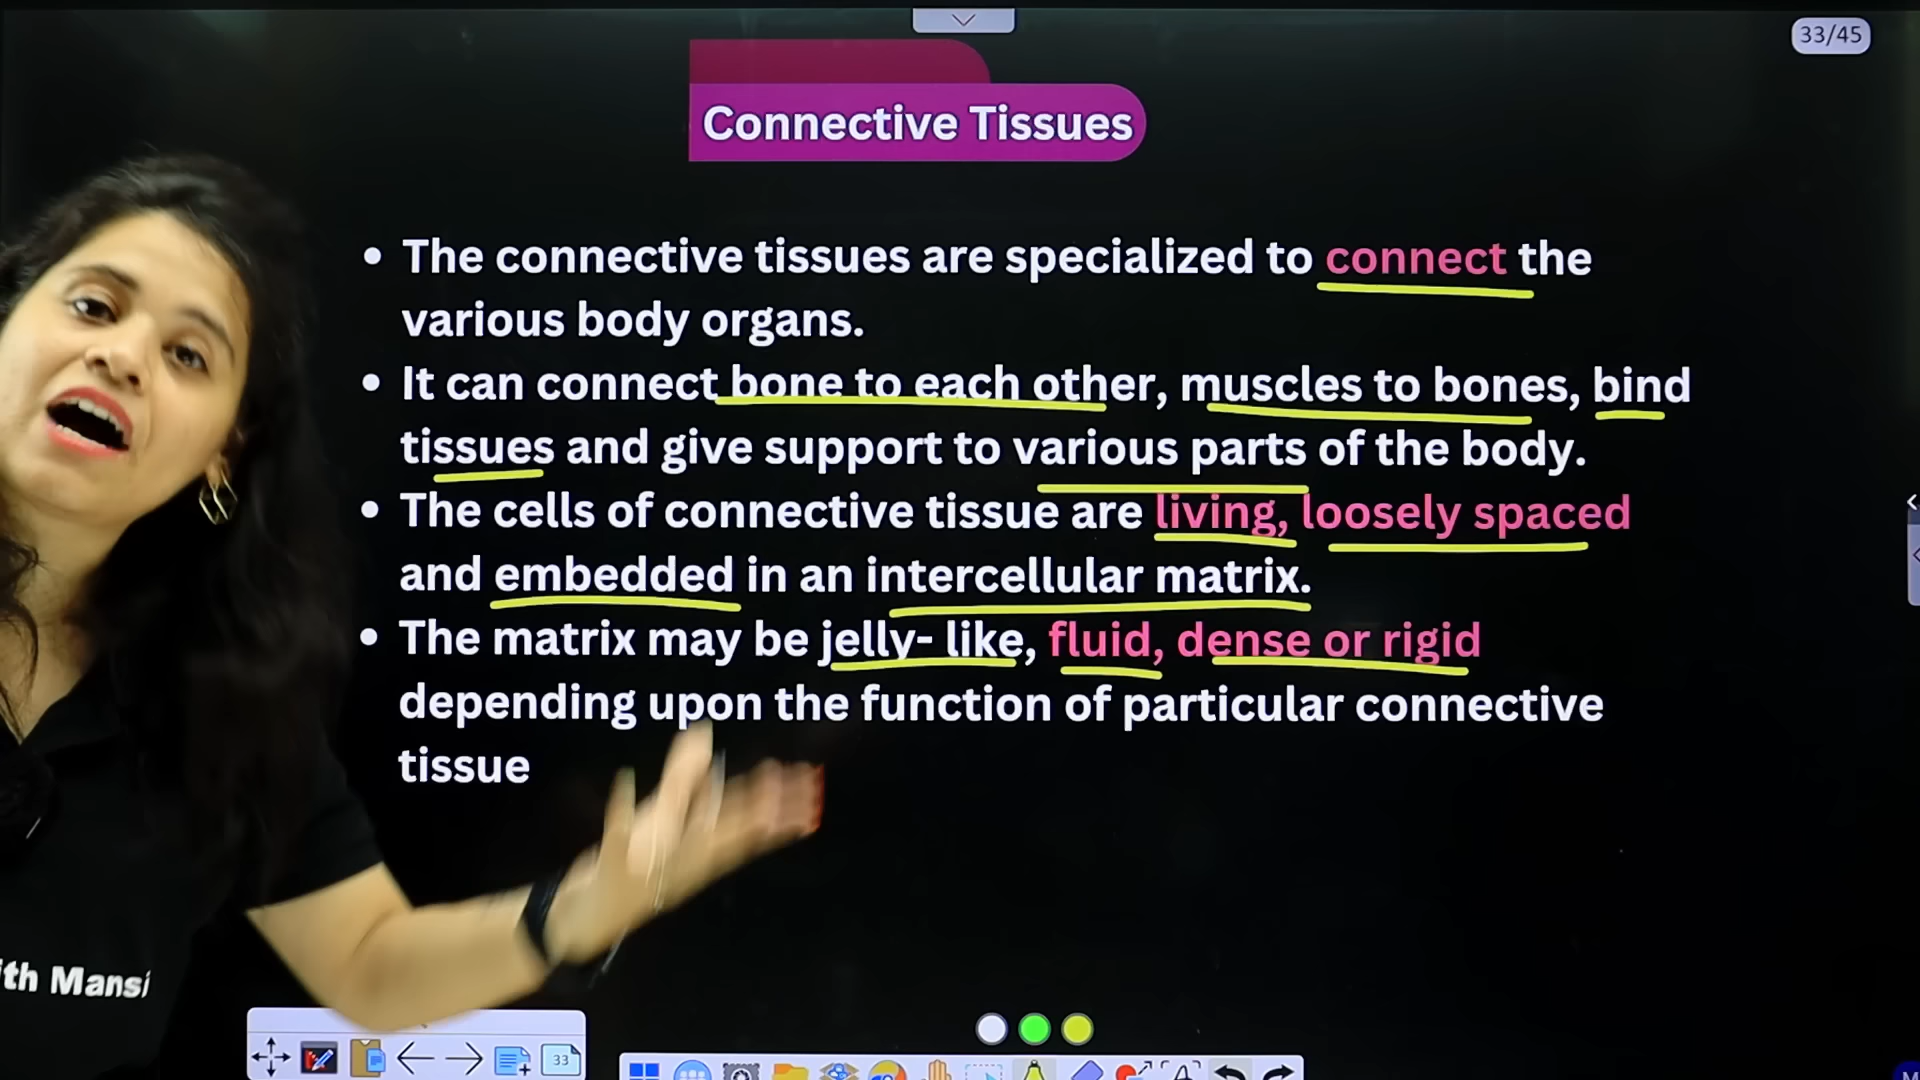 33/45
Connective Tissues
• The connective tissues are specialized to connect the
various body organs.
• It can connect bone to each other, muscles to bones, bind
tissues and give support to various parts of the body.
• The cells of connective tissue are living, loosely spaced
and embedded in an intercellular matrix.
• The matrix may be jelly- like, fluid, dense or rigid
depending upon the function of particular connective
tissue
ith Mansi
33
M